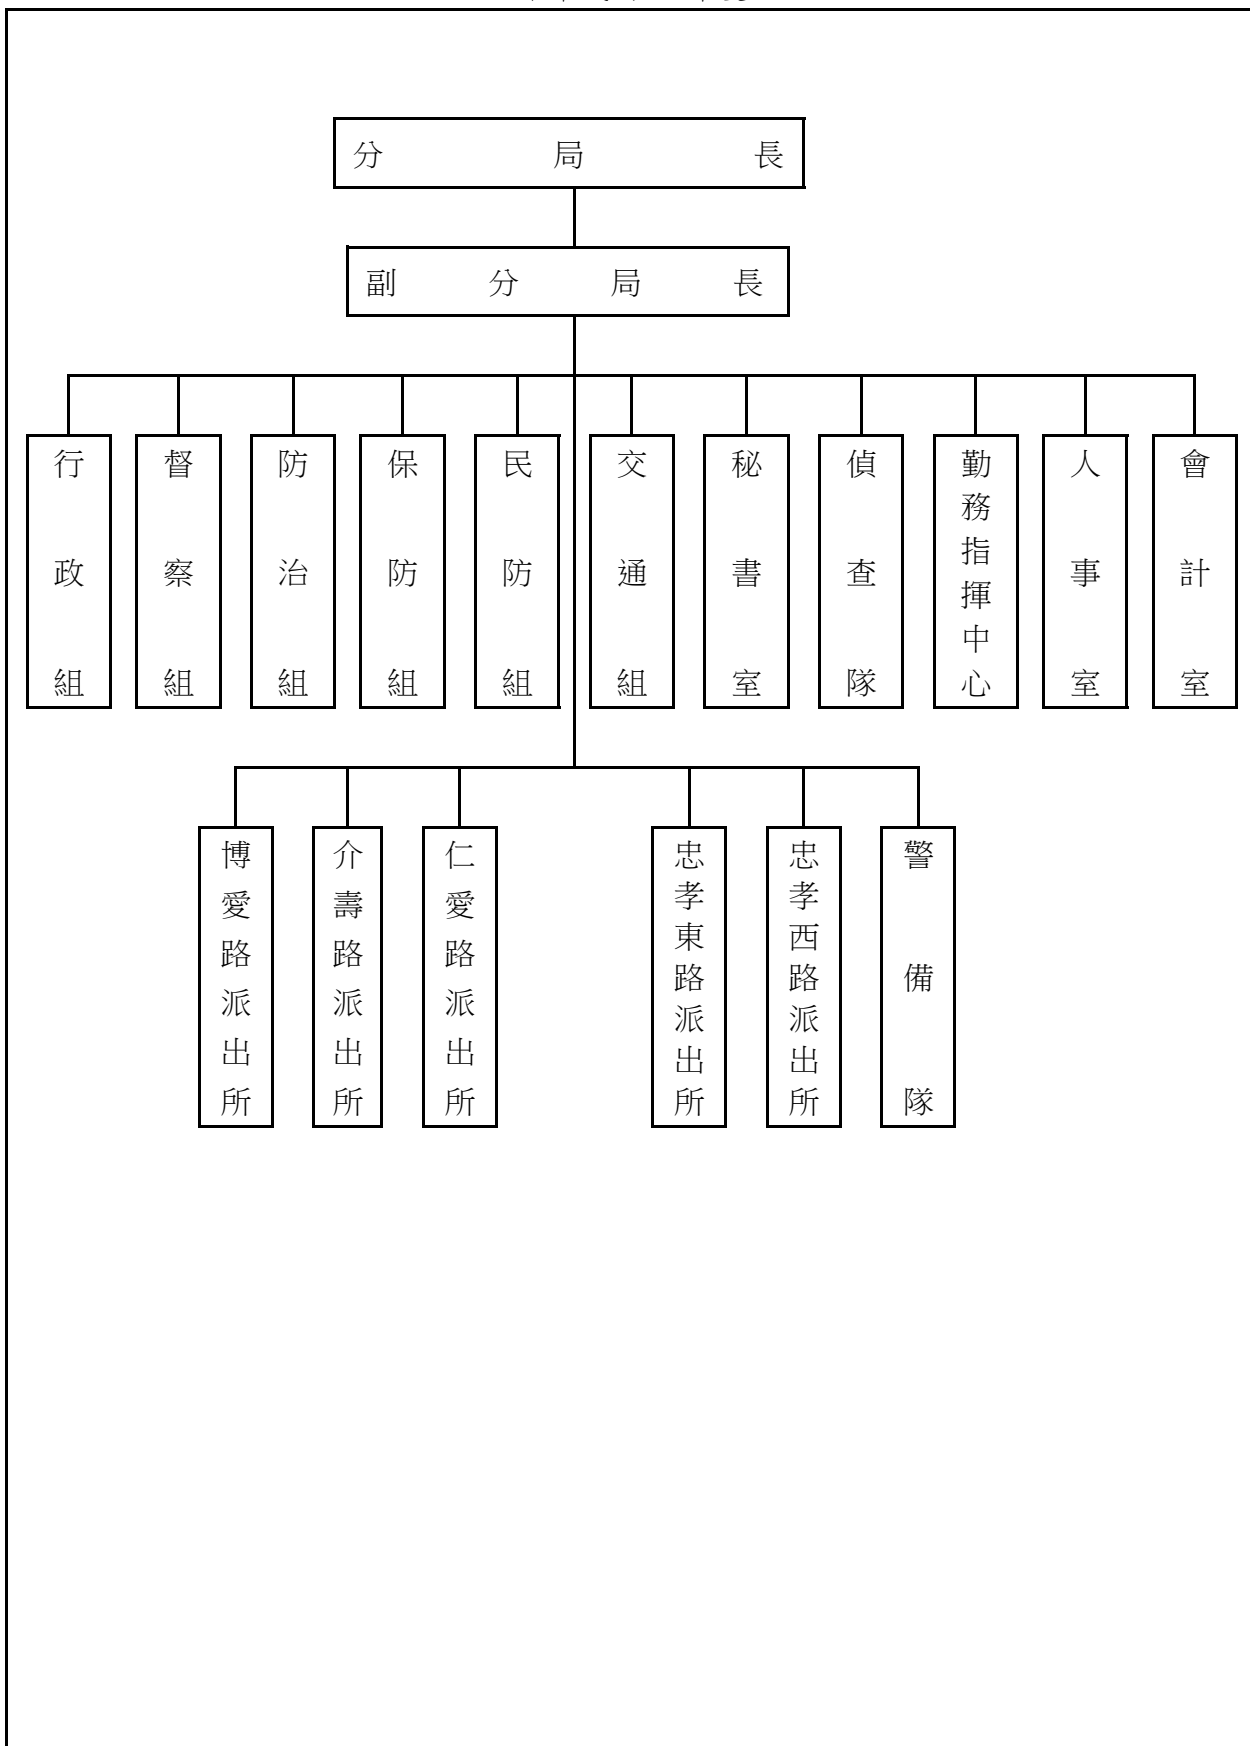 分局長
副分局長
行政組
督察組
防治組
保防組
民防組
交通組
秘書室
偵查隊
勤務指揮中心
人事室
會計室
博愛路派出所
介壽路派出所
仁愛路派出所
忠孝東路派出所
忠孝西路派出所
警備隊